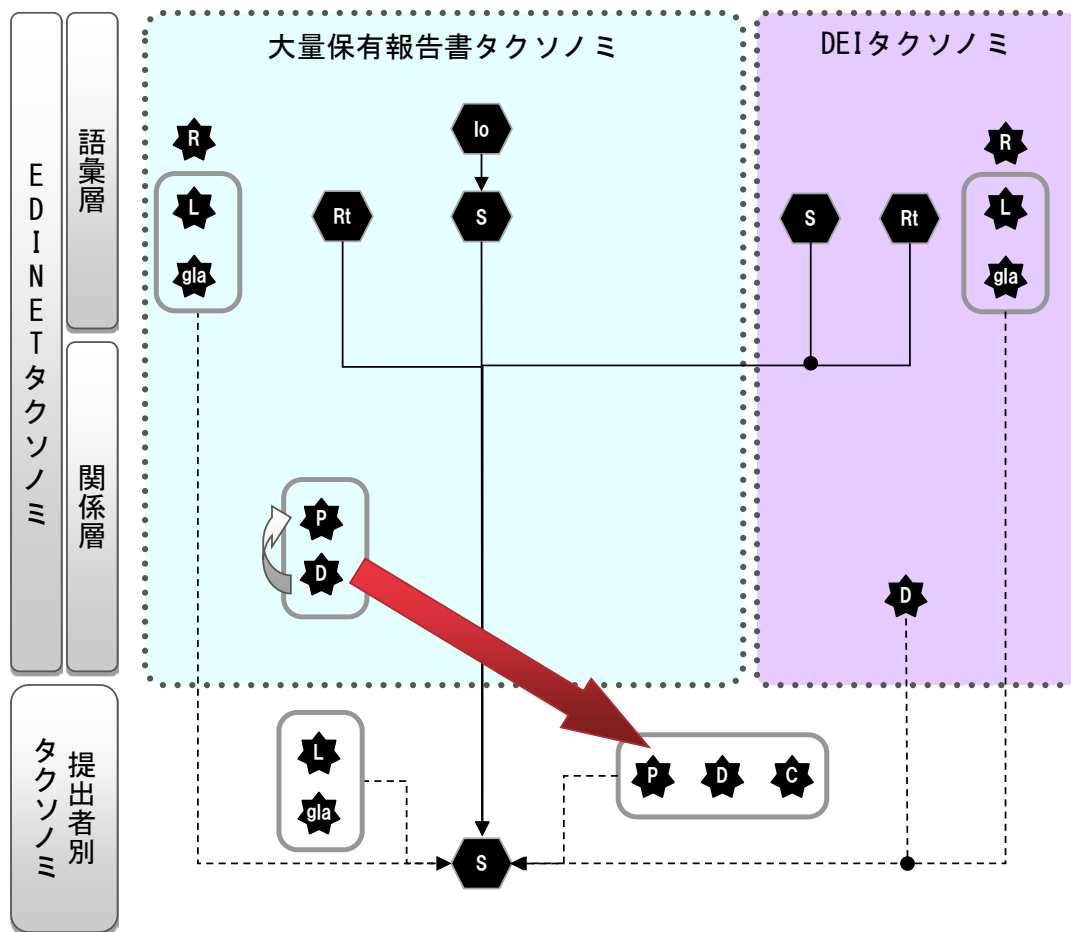 大量保有報告書タクソノミ
DEIタクソノミ
EDINETタクソノミ
語彙層
関係層
提出者別
タクソノミ
R
L
gla
Io
Rt
S
S
Rt
R
L
gla
P
D
D
L
gla
P D C
S